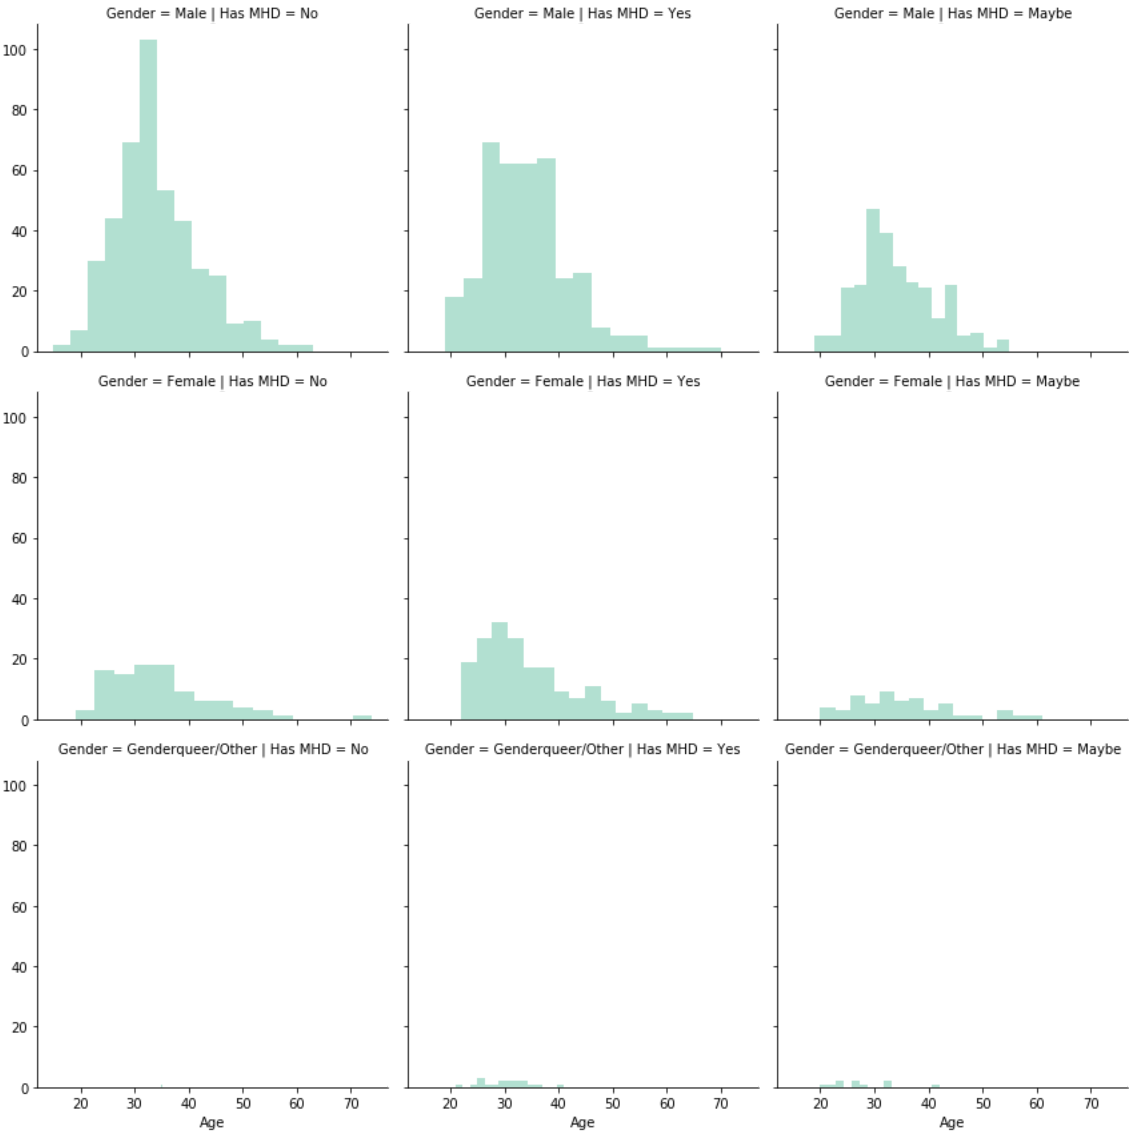 Gender = Male | Has MHD = No
Gender = Male | Has MHD = Yes
Gender = Male | Has MHD = Maybe
100
80
60
40
20
0
Gender = Female | Has MHD = No
Gender = Female | Has MHD = Yes
Gender = Female | Has MHD = Maybe
100
80
60
40
20
0
Gender = Genderqueer/Other | Has MHD = No
Gender = Genderqueer/Other | Has MHD = Yes
Gender = Genderqueer/Other | Has MHD = Maybe
100
80
60
40
20
0
20 30 40 50 60 70
20 30 40 50 60 70
20 30 40 50 60 70
Age
Age
Age